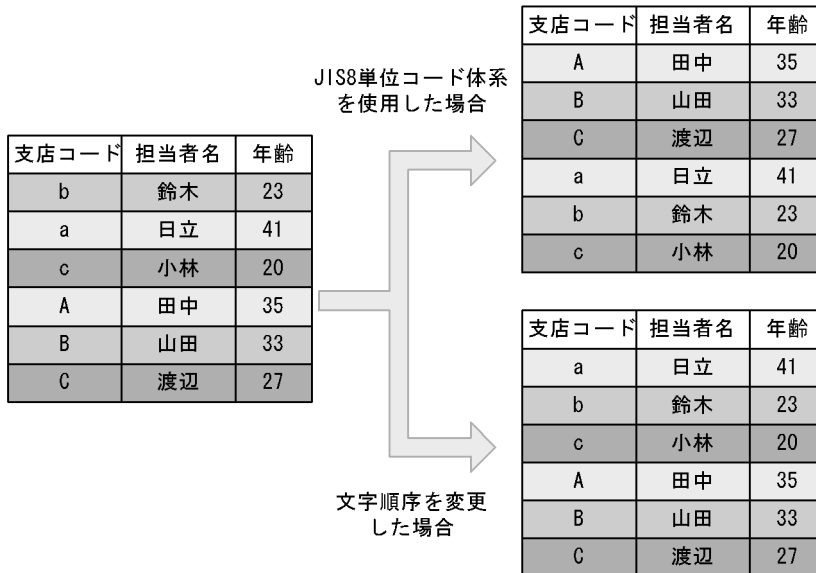 支店コード 担当者名 年齢
b 鈴木 23
a 日立 41
c 小林 20
A 田中 35
B 山田 33
C 渡辺 27
JIS8単位コード体系
を使用した場合
支店コード 担当者名 年齢
A 田中 35
B 山田 33
C 渡辺 27
a 日立 41
b 鈴木 23
c 小林 20
文字順序を変更
した場合
支店コード 担当者名 年齢
a 日立 41
b 鈴木 23
c 小林 20
A 田中 35
B 山田 33
C 渡辺 27